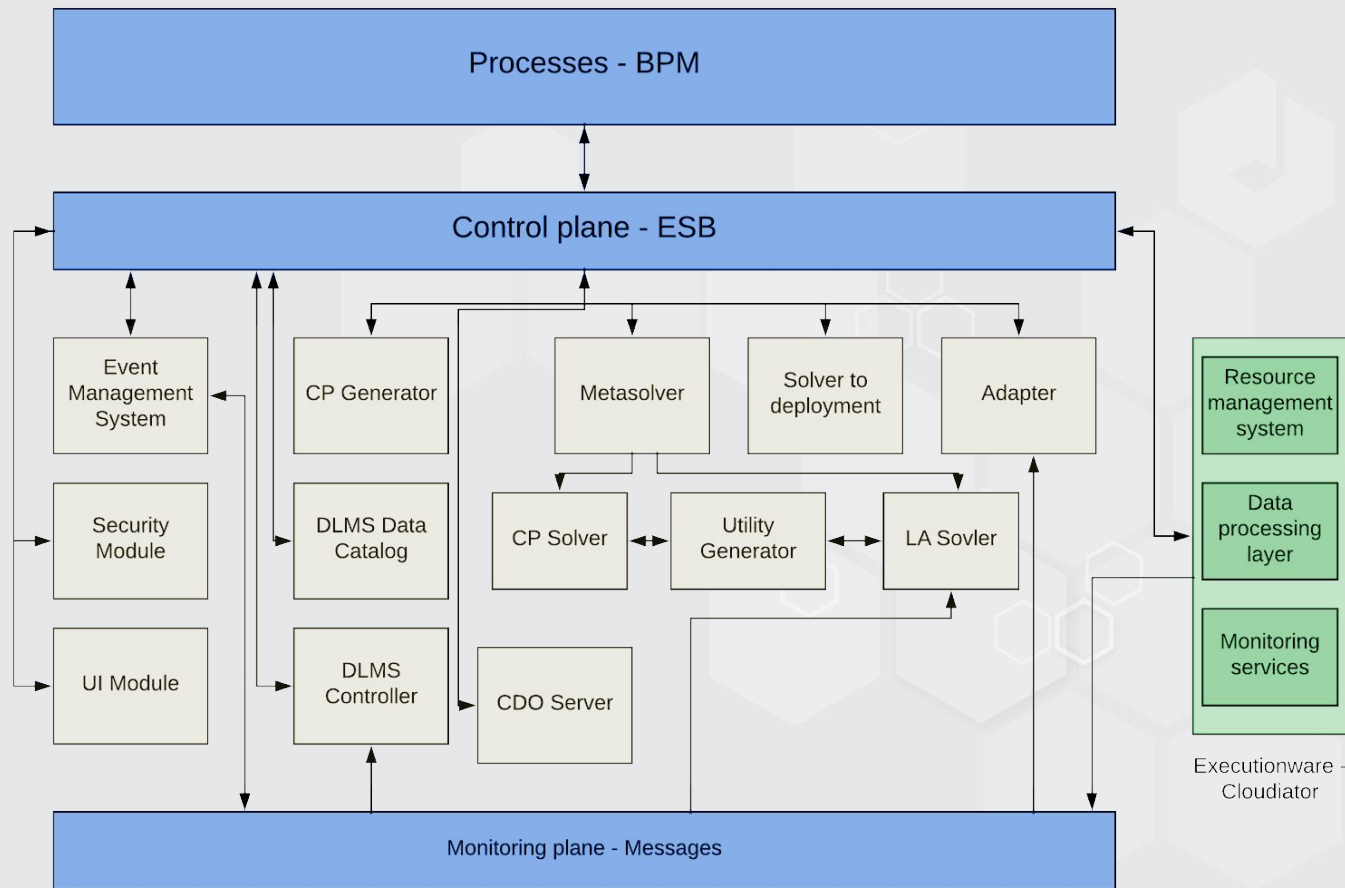 Processes - BPM
Control plane - ESB
Event
Management
System
CP Generator
Metasolver
Solver to
deployment
Adapter
Resource
management
system
Security
Module
DLMS Data
Catalog
CP Solver
Utility
Generator
LA Sovler
Data
processing
layer
UI Module
DLMS
Controller
CDO Server
Monitoring
services
Executionware -
Cloudiator
Monitoring plane - Messages